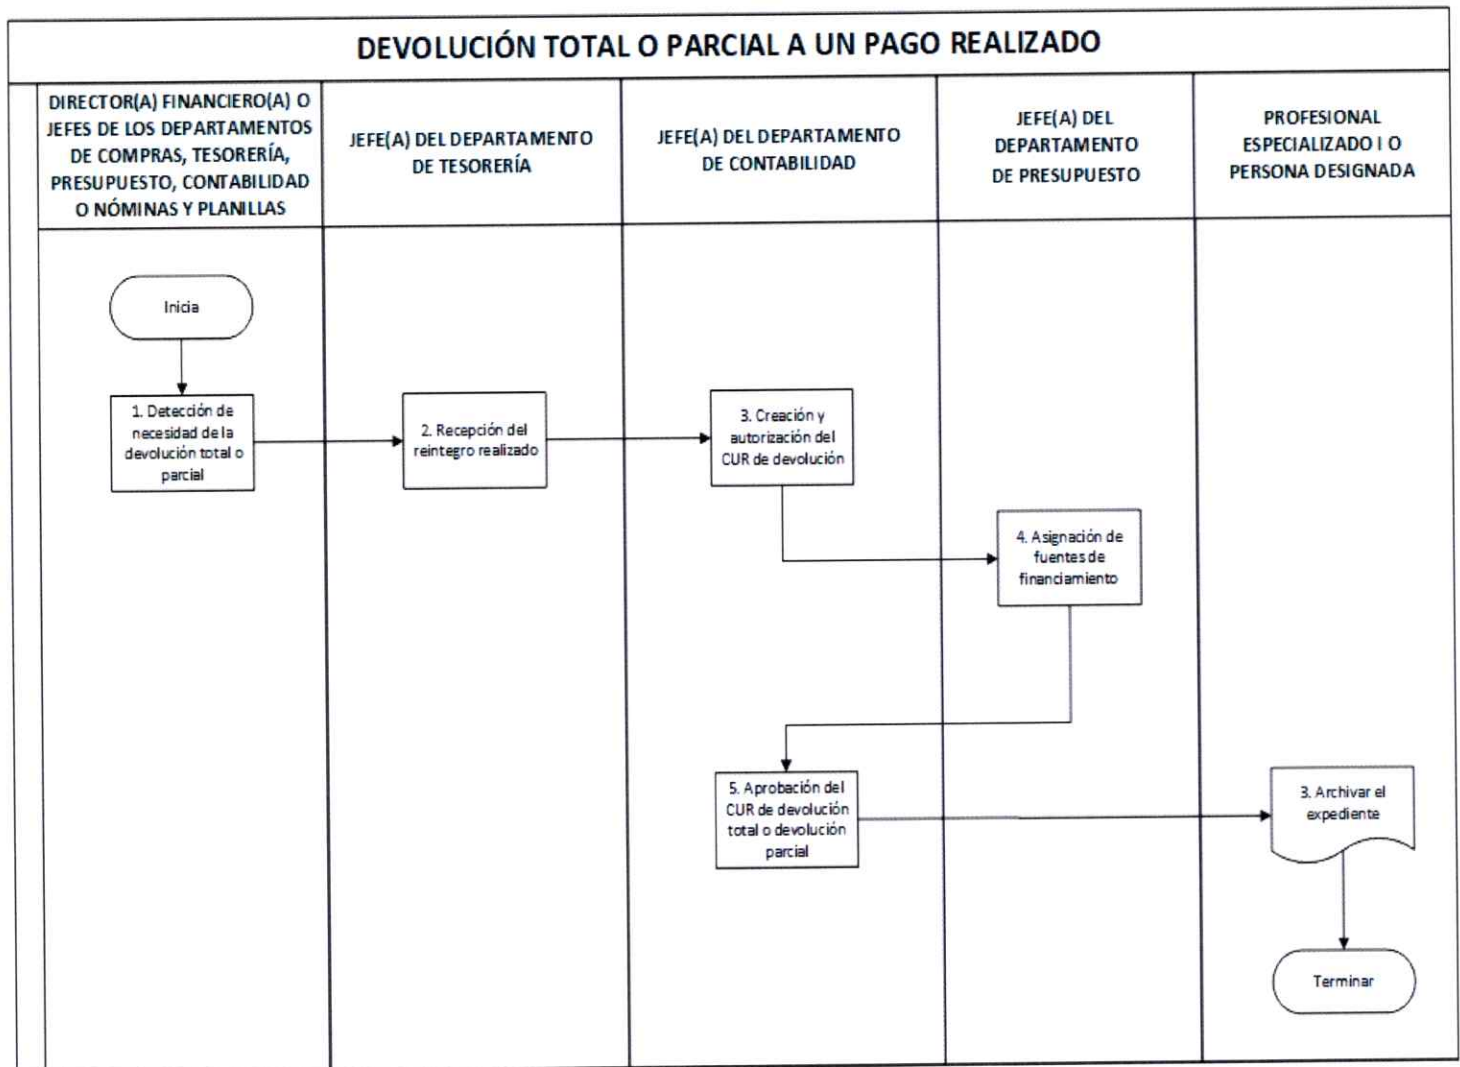 DEVOLUCIÓN TOTAL O PARCIAL A UN PAGO REALIZADO
DIRECTOR(A) FINANCIERO(A) O
JEFES DE LOS DEPARTAMENTOS
DE COMPRAS, TESORERÍA,
PRESUPUESTO, CONTABILIDAD
O NÓMINAS Y PLANILLAS
JEFE(A) DEL DEPARTAMENTO
DE TESORERÍA
JEFE(A) DEL DEPARTAMENTO
DE CONTABILIDAD
JEFE(A) DEL
DEPARTAMENTO
DE PRESUPUESTO
PROFESIONAL
ESPECIALIZADO I O
PERSONA DESIGNADA
Inicia
1. Detección de
necesidad de la
devolución total o
parcial
2. Recepción del
reintegro realizado
3. Creación y
autorización del
CUR de devolución
4. Asignación de
fuentes de
financiamiento
5. Aprobación del
CUR de devolución
total o devolución
parcial
3. Archivar el
expediente
Terminar